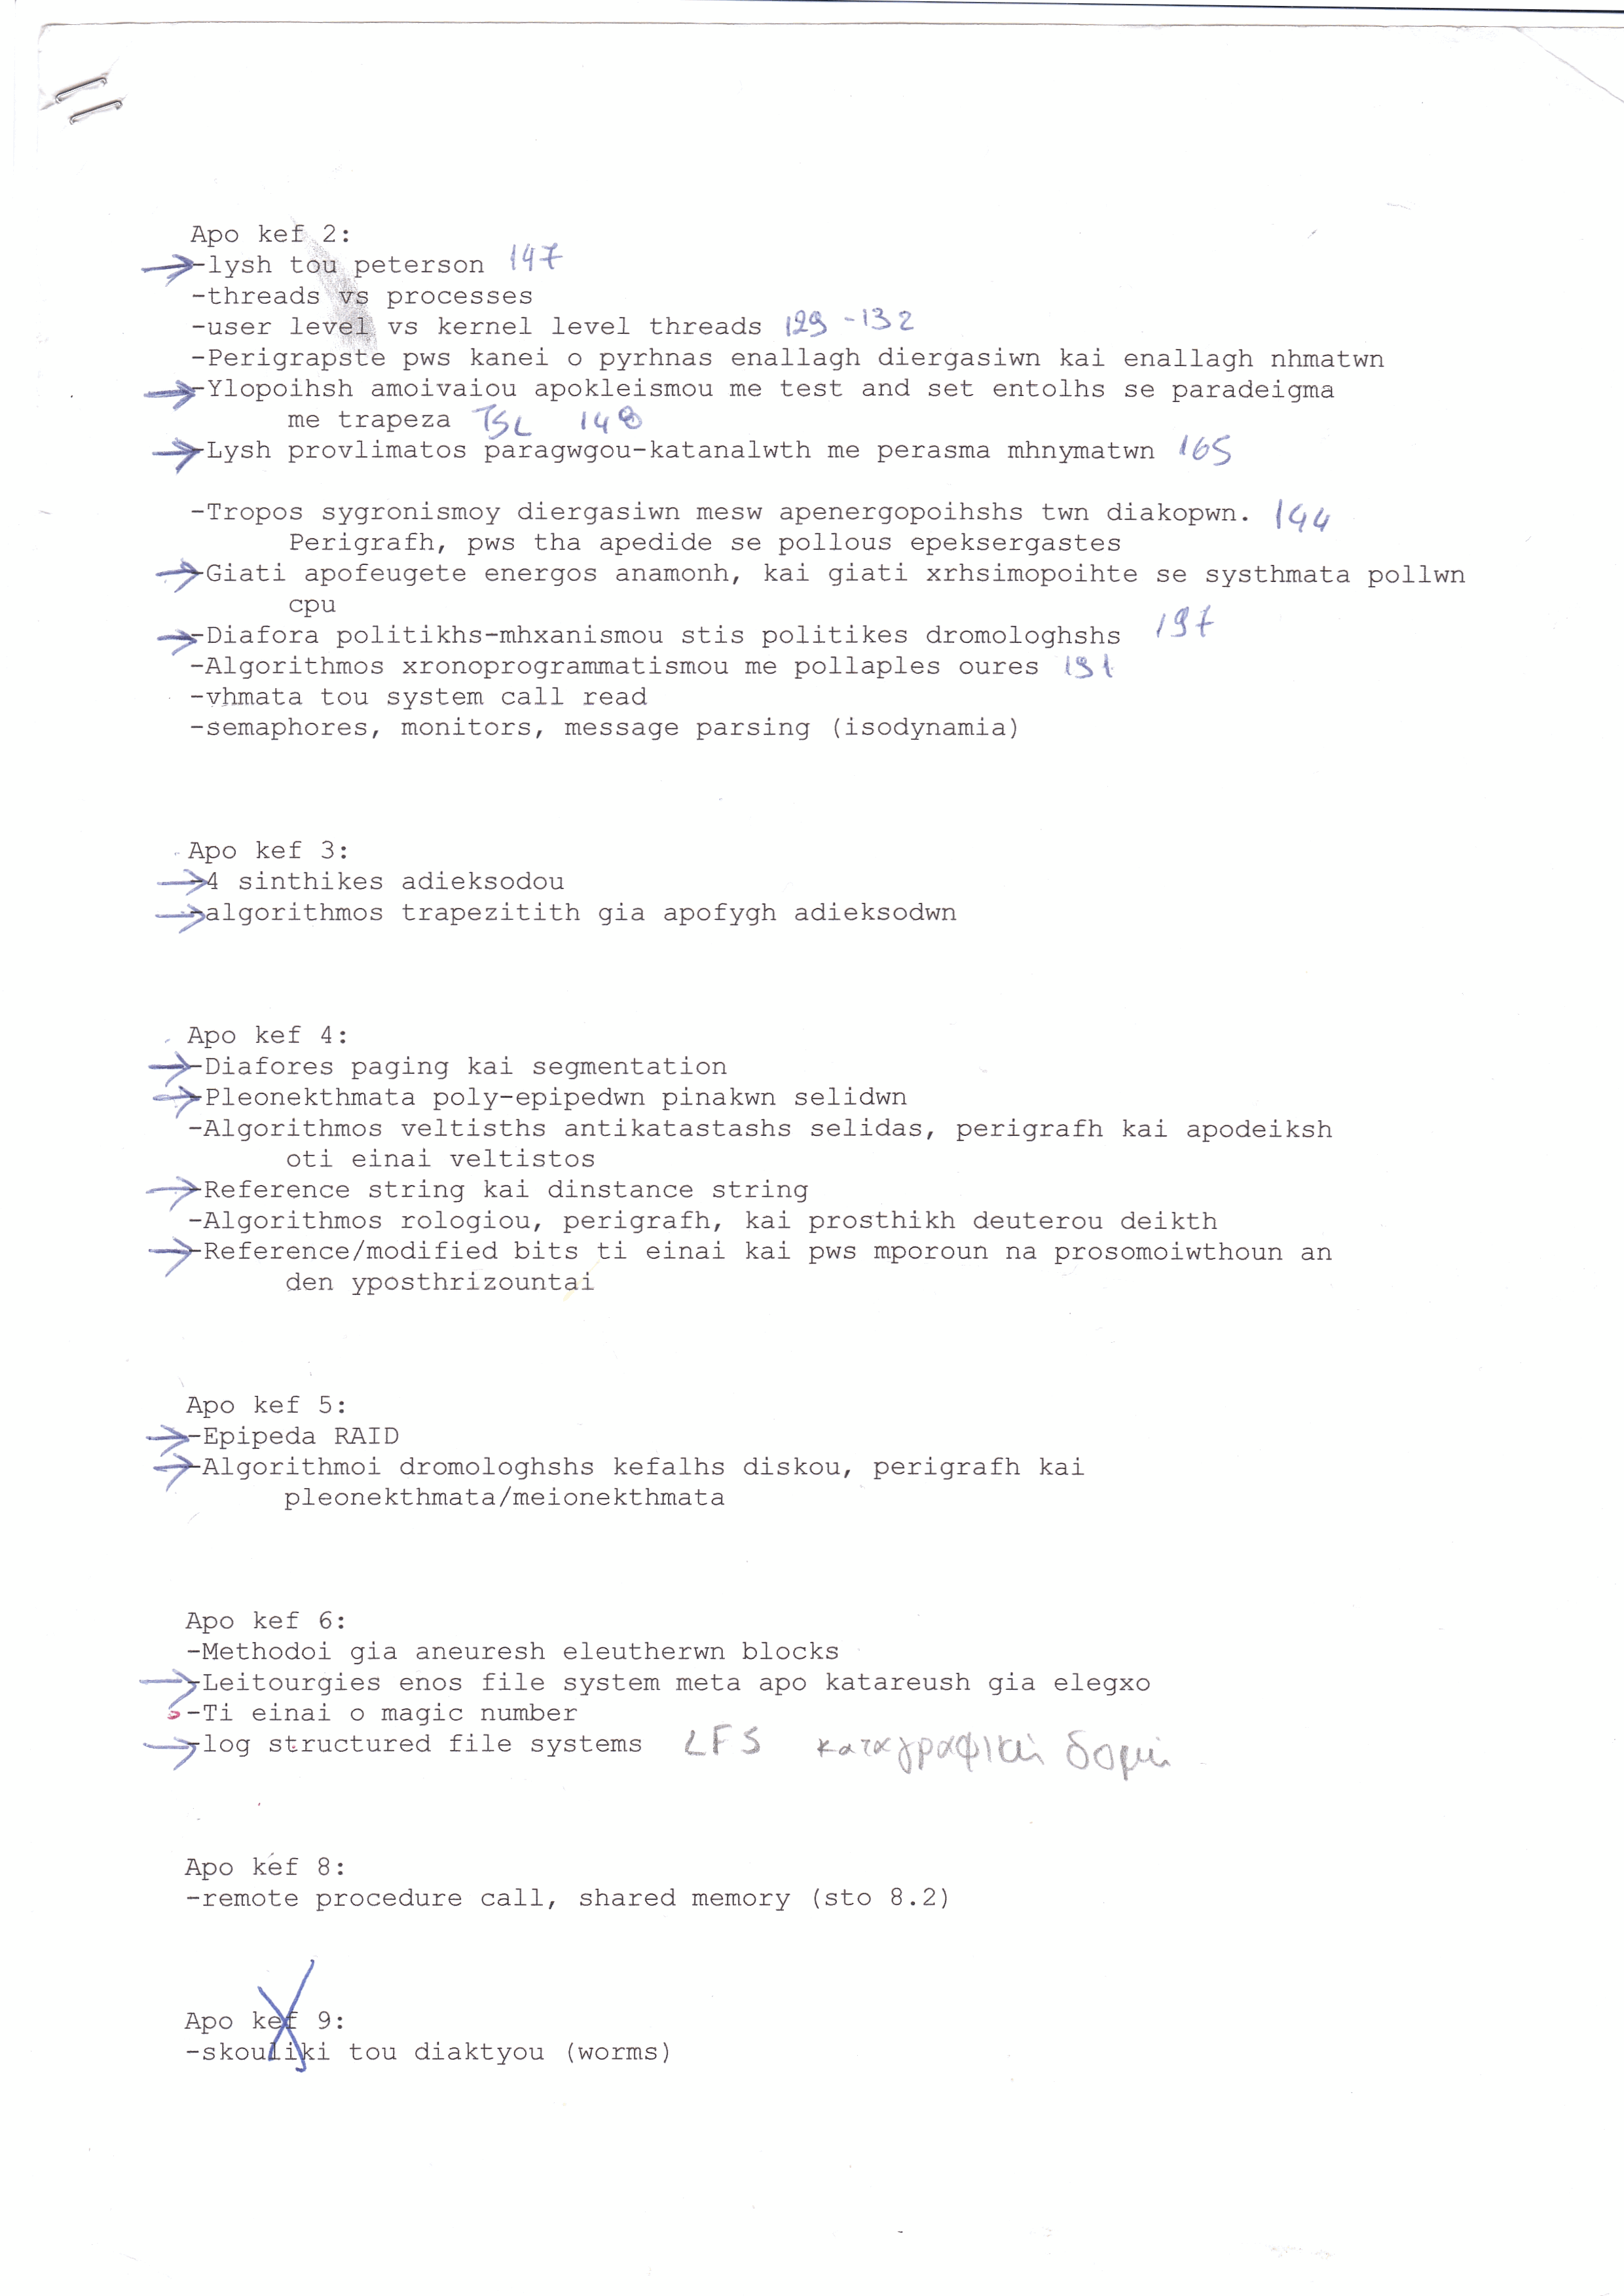 Apo kef 2:
-lysh tou peterson 147
-threads vs processes
-user level vs kernel level threads 129-132
-Perigrapste pws kanei o pyrhnas enallagh diergasiwn kai enallagh nhmatwn
-Ylopoihsh amoivaiou apokleismou me test and set entolhs se paradeigma
me trapeza TSL 148
-Lysh provlimatos paragwgou-katanalwth me perasma mhnymatwn 165
-Tropos sygronismoy diergasiwn mesw apenergopoihshs twn diakopwn. 144
Perigrafh, pws tha apedide se pollous epeksergastes
-Giati apofeugete energos anamonh, kai giati xrhsimopoihte se systhmata pollwn
cpu
-Diafora politikhs-mhxanismou stis politikes dromologhshs 197
-Algorithmos xronoprogrammatismou me pollaples oures 191
-vhmata tou system call read
-semaphores, monitors, message parsing (isodynamia)
Apo kef 3:
-4 sinthikes adieksodou
-algorithmos trapezitith gia apofygh adieksodwn
Apo kef 4:
-Diafores paging kai segmentation
-Pleonekthmata poly-epipedwn pinakwn selidwn
-Algorithmos veltisths antikatastashs selidas, perigrafh kai apodeiksh
oti einai veltistos
-Reference string kai dinstance string
-Algorithmos rologiou, perigrafh, kai prosthikh deuterou deikth
-Reference/modified bits ti einai kai pws mporoun na prosomoiwthoun an
den yposthrizountai
Apo kef 5:
-Epipeda RAID
-Algorithmoi dromologhshs kefalhs diskou, perigrafh kai
pleonekthmata/meionekthmata
Apo kef 6:
-Methodoi gia aneuresh eleutherwn blocks
-Leitourgies enos file system meta apo katareush gia elegxo
-Ti einai o magic number
-log structured file systems LFS καταγραφική δομή
Apo kef 8:
-remote procedure call, shared memory (sto 8.2)
Apo kef 9:
-skouliki tou diaktyou (worms)